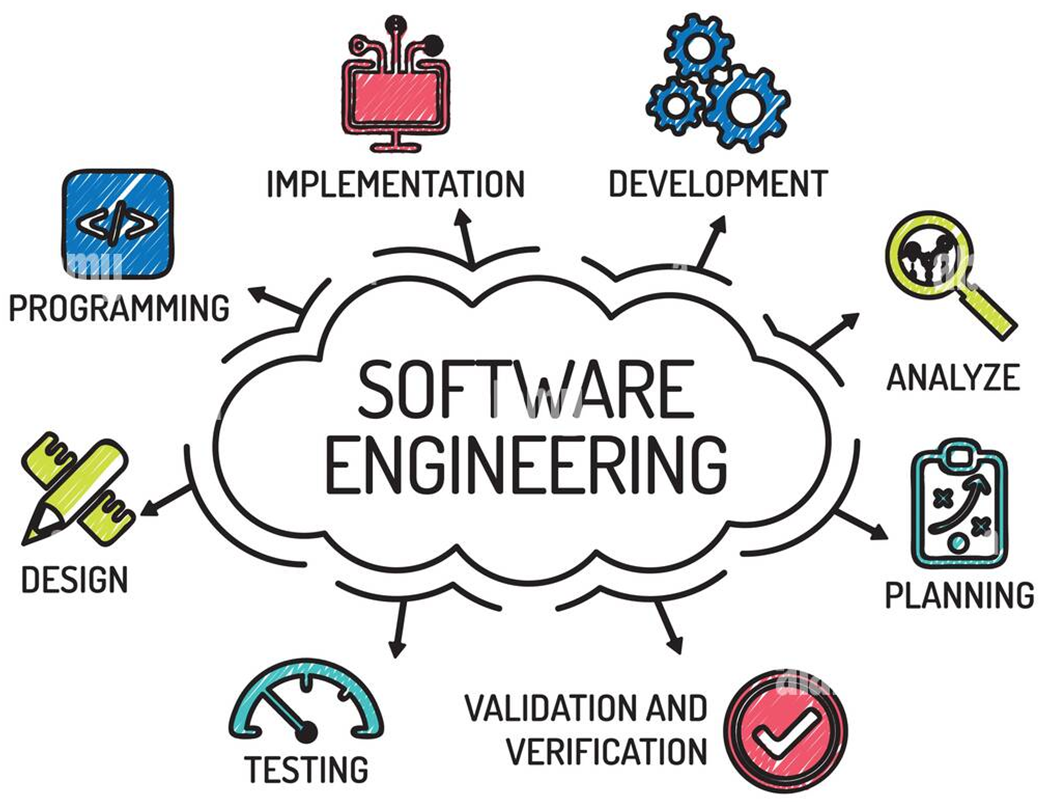 IMPLEMENTATION
DEVELOPMENT
PROGRAMMING
ANALYZE
SOFTWARE
ENGINEERING
DESIGN
PLANNING
TESTING
VALIDATION AND
VERIFICATION